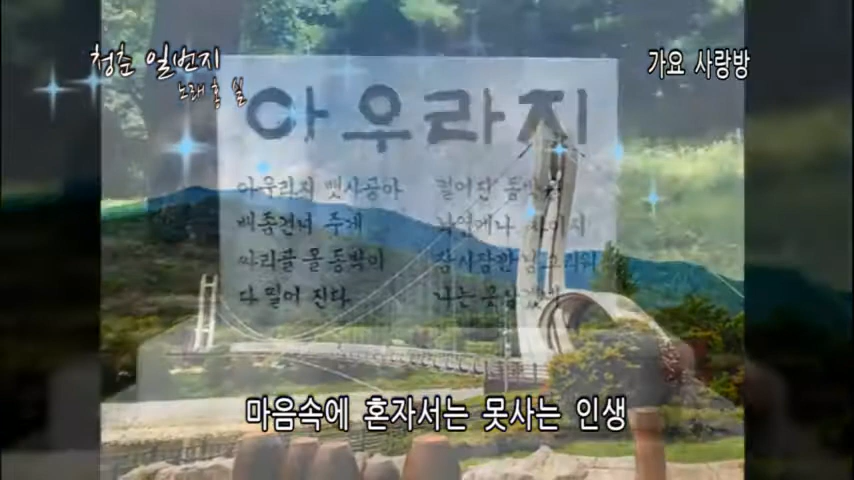 청춘 일번지
노래 홍 실
가요 사랑방
아우라지
아우라지 뱃사공아
배좀건너 주게
싸리골 올동박이
다 떨어 진다
떨어진 동박은
낙엽에나 싸이지
잠시잠깐 님그리워
나는 못살겠네
마음속에 혼자서는 못사는 인생